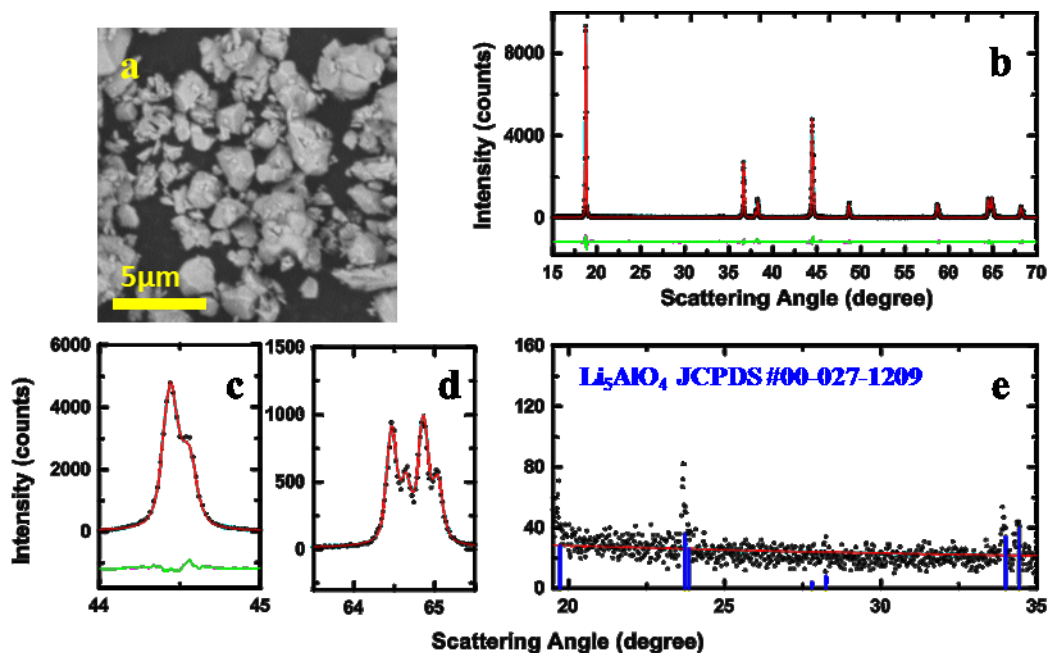 a
5μm
b
Intensity (counts)
8000
4000
0
15 20 25 30 35 40 45 50 55 60 65 70
Scattering Angle (degree)
c
Intensity (counts)
6000
4000
2000
0
44 45
d
1500
1000
500
0
64 65
e
Li₅AlO₄ JCPDS #00-027-1209
160
120
80
40
0
20 25 30 35
Scattering Angle (degree)